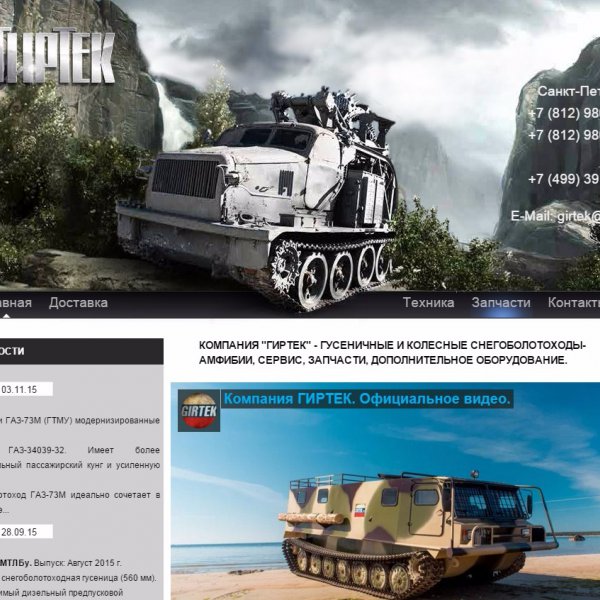 ГИРТЕК
Санкт-Пет
+7 (812) 98
+7 (812) 98
+7 (499) 39
E-Mail: girtek@
авная Доставка Техника Запчасти Контакты
ОСТИ
КОМПАНИЯ "ГИРТЕК" - ГУСЕНИЧНЫЕ И КОЛЕСНЫЕ СНЕГОБОЛОТОХОДЫ-
АМФИБИИ, СЕРВИС, ЗАПЧАСТИ, ДОПОЛНИТЕЛЬНОЕ ОБОРУДОВАНИЕ.
03.11.15
и ГАЗ-73М (ГТМУ) модернизированные
ГАЗ-34039-32. Имеет более
льный пассажирский кунг и усиленную
отоход ГАЗ-73М идеально сочетает в
е...
28.09.15
МТЛБу. Выпуск: Август 2015 г.
снегоболотоходная гусеница (560 мм).
имый дизельный предпусковой
GIRTEK
Компания ГИРТЕК. Официальное видео.